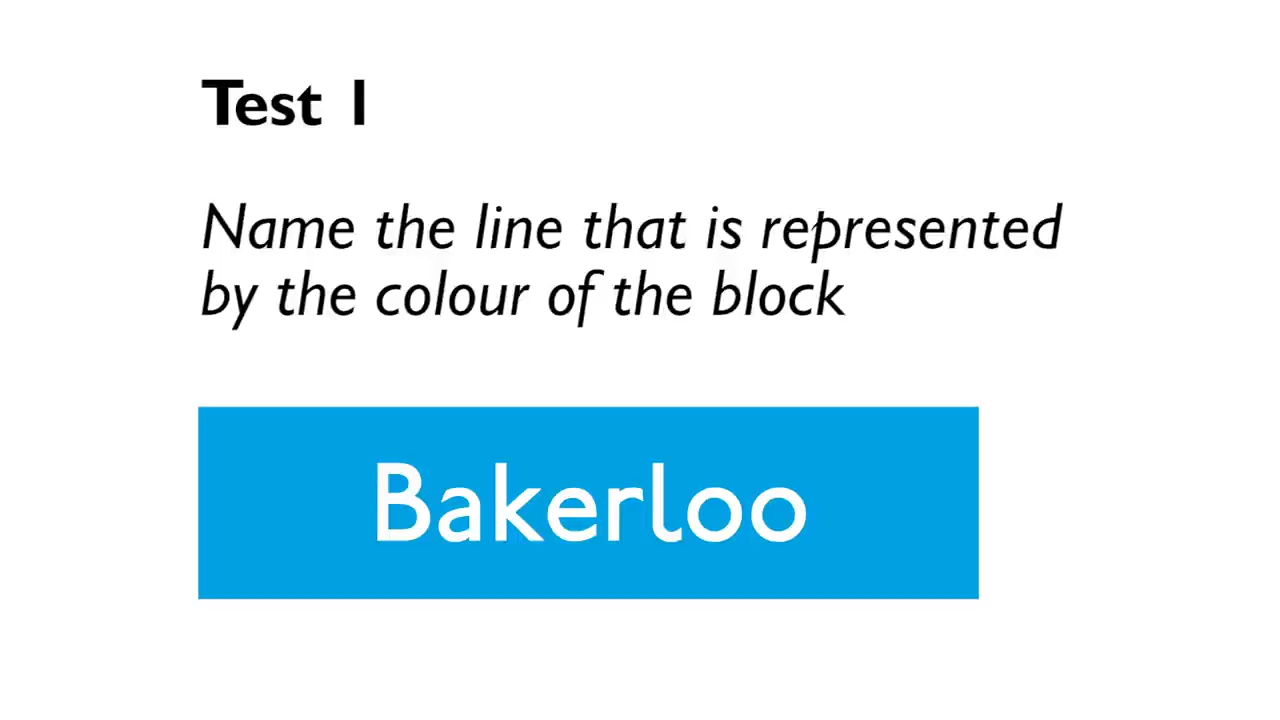 Test 1
Name the line that is represented
by the colour of the block
Bakerloo